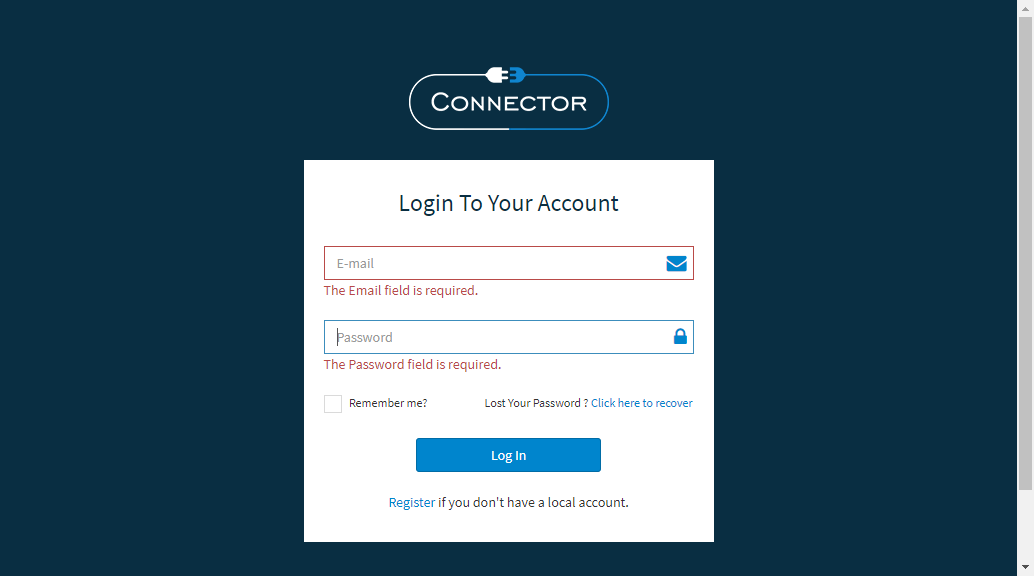 CONNECTOR
Login To Your Account
E-mail
The Email field is required.
Password
The Password field is required.
Remember me? Lost Your Password ? Click here to recover
Log In
Register if you don't have a local account.